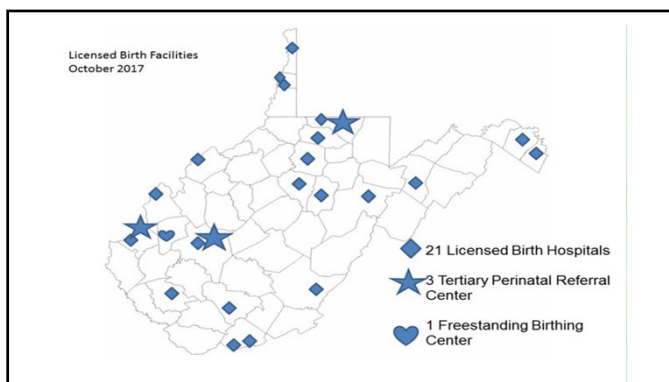 Licensed Birth Facilities
October 2017
21 Licensed Birth Hospitals
3 Tertiary Perinatal Referral
Center
1 Freestanding Birthing
Center